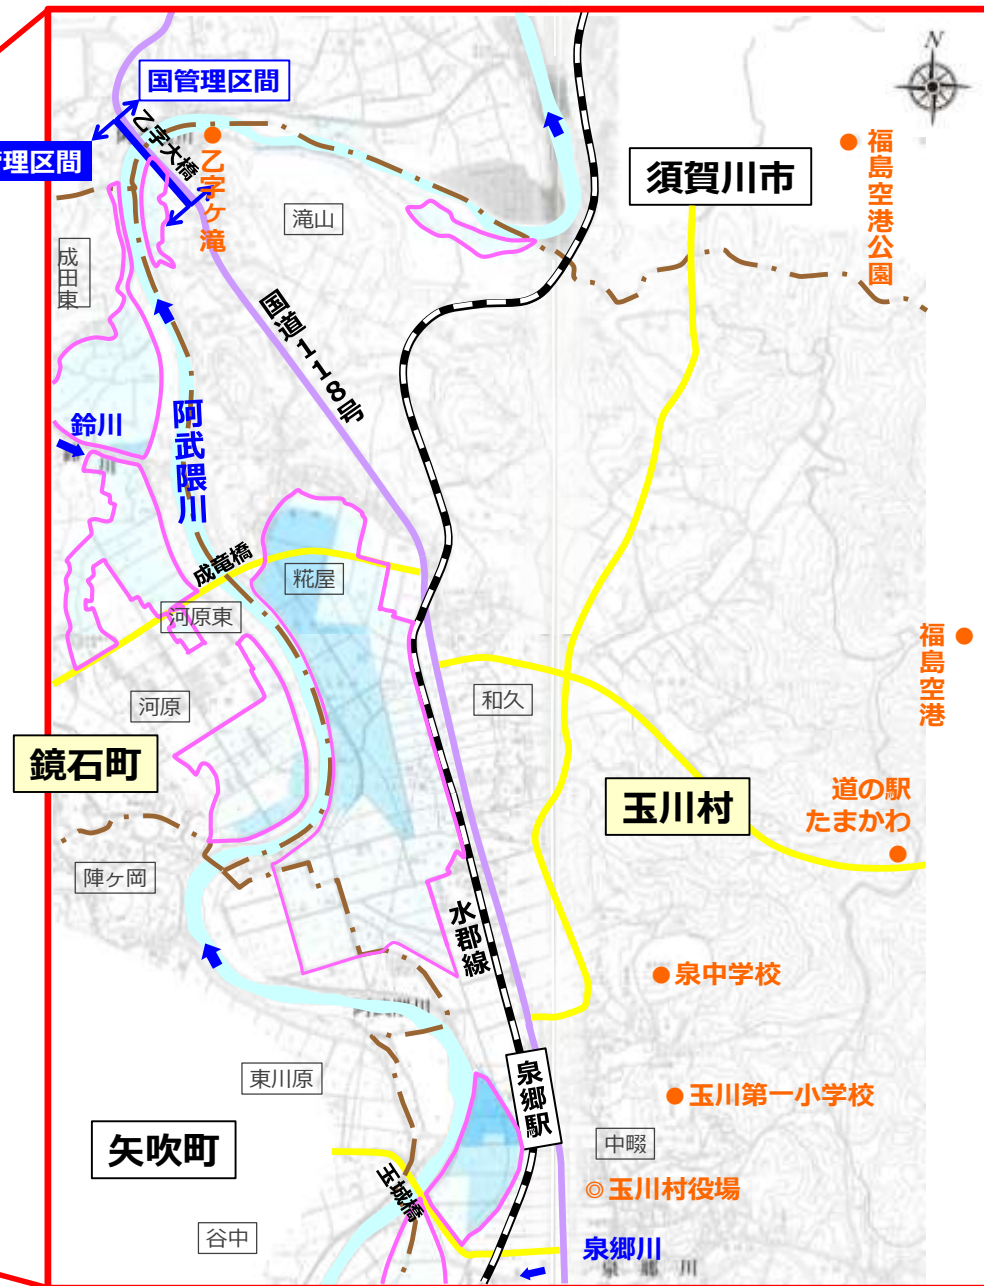 N
国管理区間
理区間
乙字大橋
乙字ヶ滝
須賀川市
福島空港公園
滝山
成田東
国道118号
鈴川
阿武隈川
成竜橋
糀屋
河原東
福島空港
河原
和久
鏡石町
玉川村
道の駅
たまかわ
陣ヶ岡
水郡線
泉中学校
東川原
泉郷駅
玉川第一小学校
矢吹町
中畷
玉城橋
◎玉川村役場
谷中
泉郷川
泉郷川